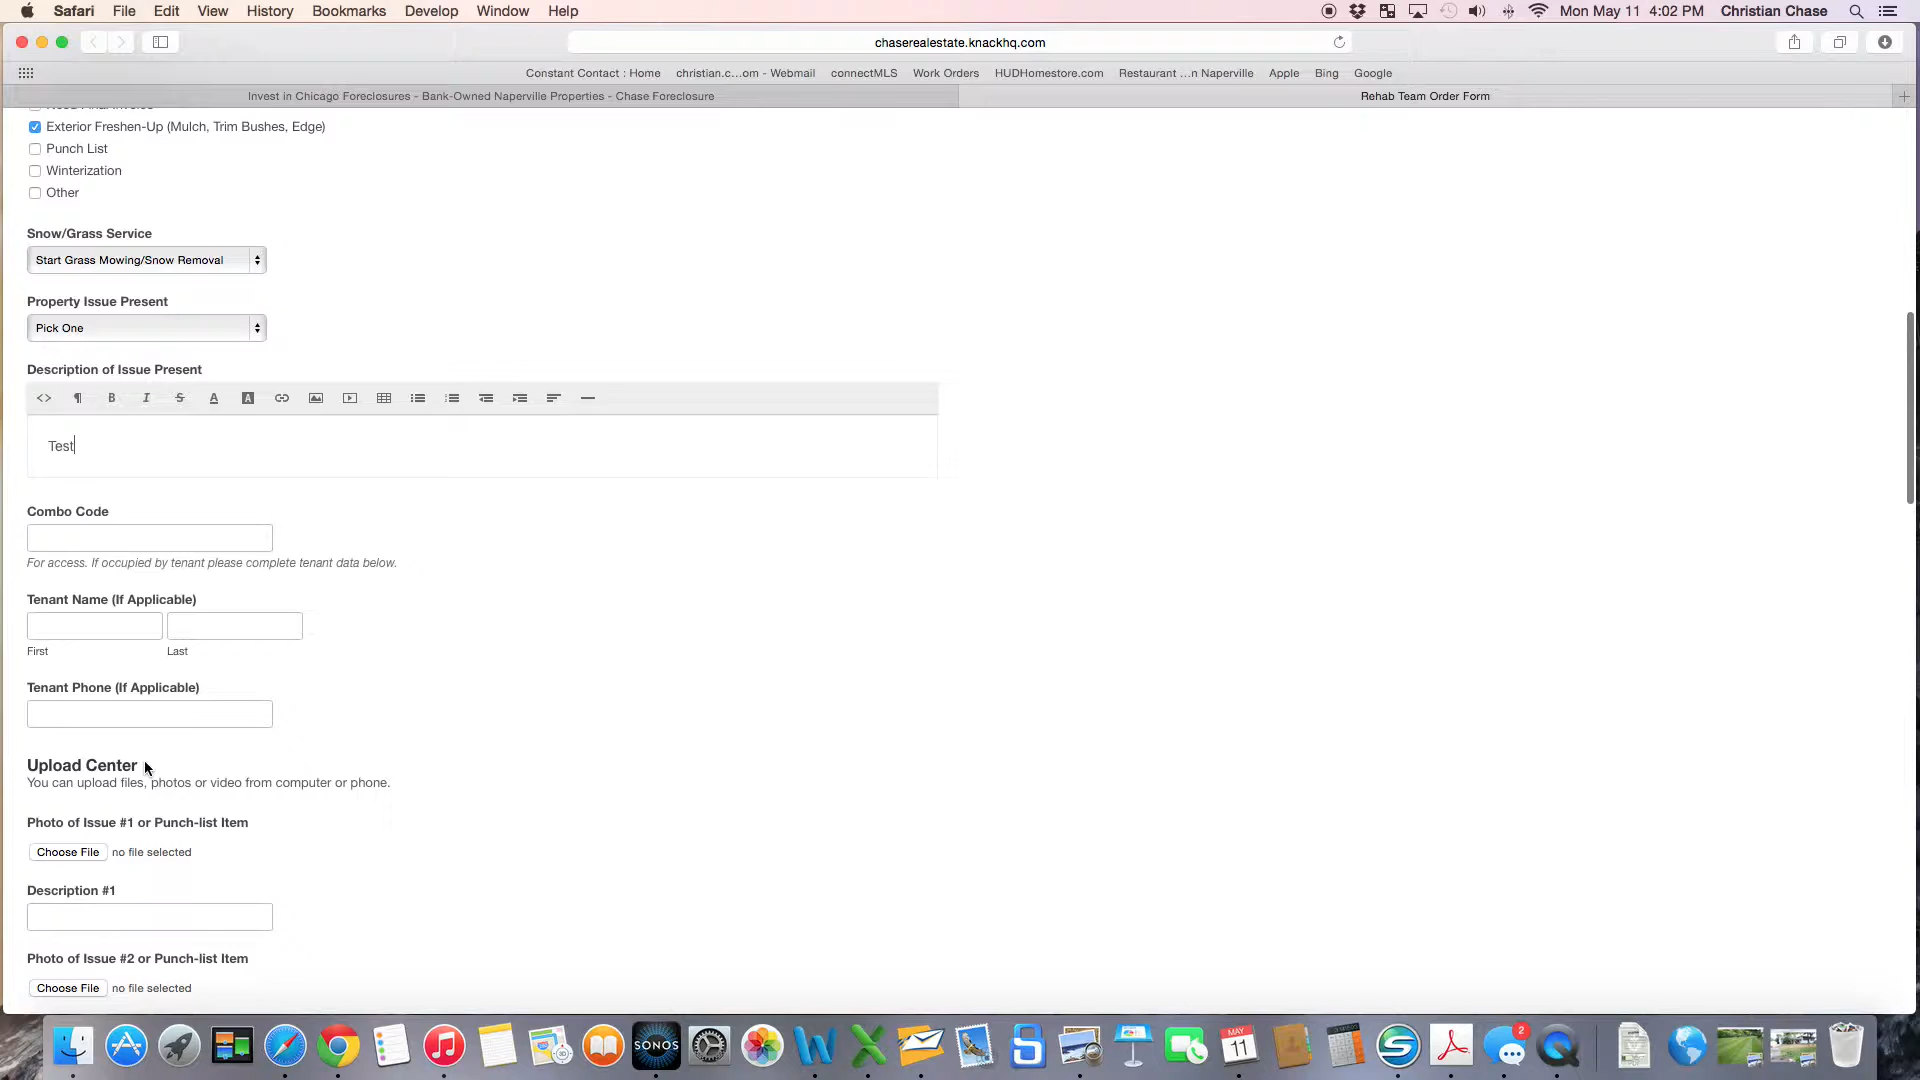 Safari File Edit View History Bookmarks Develop Window Help Mon May 11 4:02 PM Christian Chase
chaserealestate.knackhq.com
Constant Contact : Home christian.c...om - Webmail connectMLS Work Orders HUDHomestore.com Restaurant ...n Naperville Apple Bing Google
Invest in Chicago Foreclosures - Bank-Owned Naperville Properties - Chase Foreclosure Rehab Team Order Form
Exterior Freshen-Up (Mulch, Trim Bushes, Edge)
Punch List
Winterization
Other
Snow/Grass Service
Start Grass Mowing/Snow Removal
Property Issue Present
Pick One
Description of Issue Present
Test
Combo Code
For access. If occupied by tenant please complete tenant data below.
Tenant Name (If Applicable)
First Last
Tenant Phone (If Applicable)
Upload Center
You can upload files, photos or video from computer or phone.
Photo of Issue #1 or Punch-list Item
Choose File no file selected
Description #1
Photo of Issue #2 or Punch-list Item
Choose File no file selected
SONOS
MAY
11
2